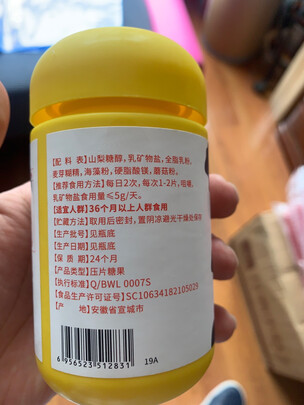 【配 料 表】山梨糖醇，乳矿物盐，全脂乳粉，
麦芽糊精，海藻粉，硬脂酸镁，蘑菇粉。
【推荐食用方法】每日2次，每次1-2片，咀嚼，
乳矿物盐食用量≤5g/天。
【适宜人群】36个月以上人群食用
【贮藏方法】取用后密封，置阴凉避光干燥处保存
【生产批号】见瓶底
【生产日期】见瓶底
【保 质 期】24个月
【产品类型】压片糖果
【执行标准】Q/BWL 0007S
【食品生产许可证号】SC10634182105029
【产 地】安徽省宣城市
6 956523 512831
19A